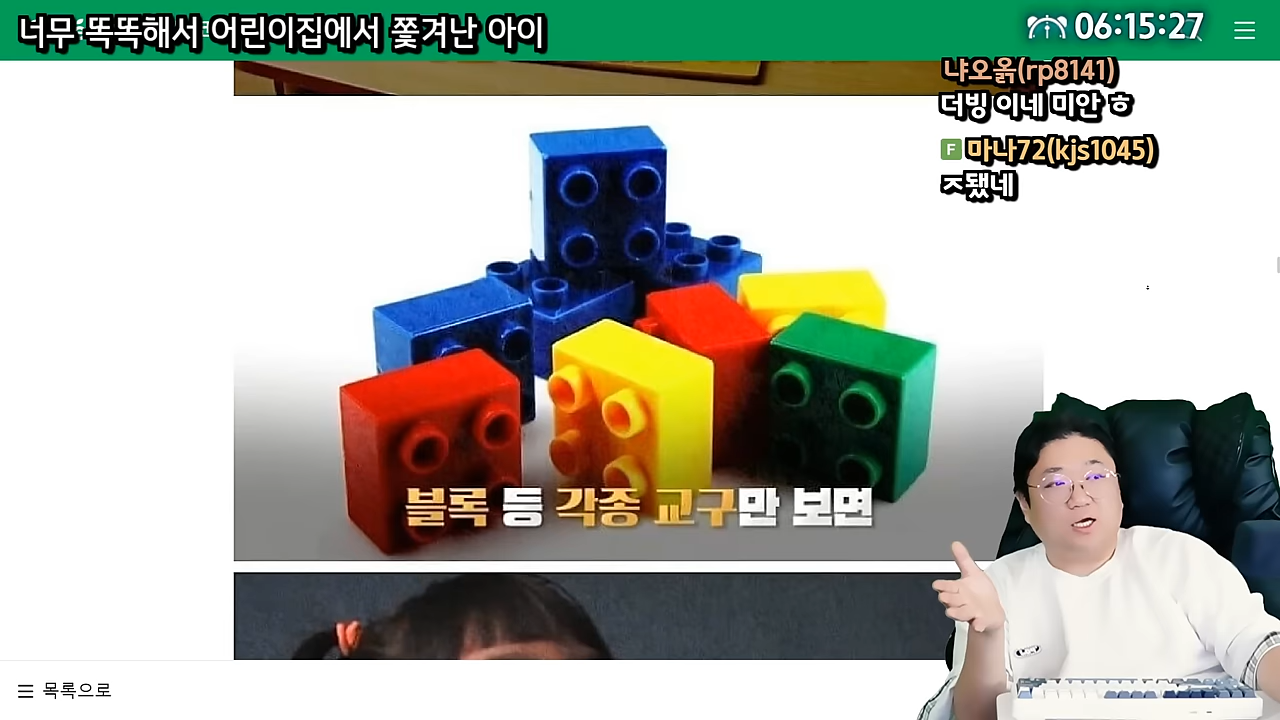 너무 똑똑해서 어린이집에서 쫓겨난 아이
06:15:27
냐오옭(rp8141)
더빙 이네 미안 ㅎ
F 마나72(kjs1045)
ㅈ됐네
블록 등 각종 교구만 보면
목록으로